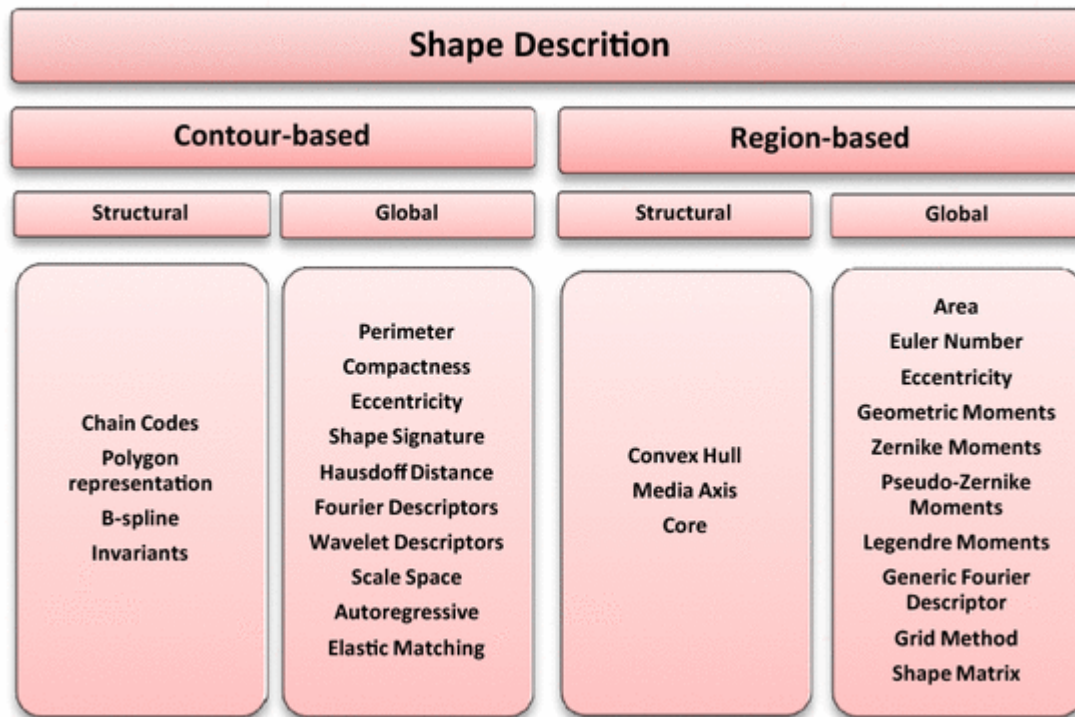 Shape Descrition
Contour-based
Region-based
Structural
Global
Structural
Global
Chain Codes
Polygon
representation
B-spline
Invariants
Perimeter
Compactness
Eccentricity
Shape Signature
Hausdoff Distance
Fourier Descriptors
Wavelet Descriptors
Scale Space
Autoregressive
Elastic Matching
Convex Hull
Media Axis
Core
Area
Euler Number
Eccentricity
Geometric Moments
Zernike Moments
Pseudo-Zernike
Moments
Legendre Moments
Generic Fourier
Descriptor
Grid Method
Shape Matrix